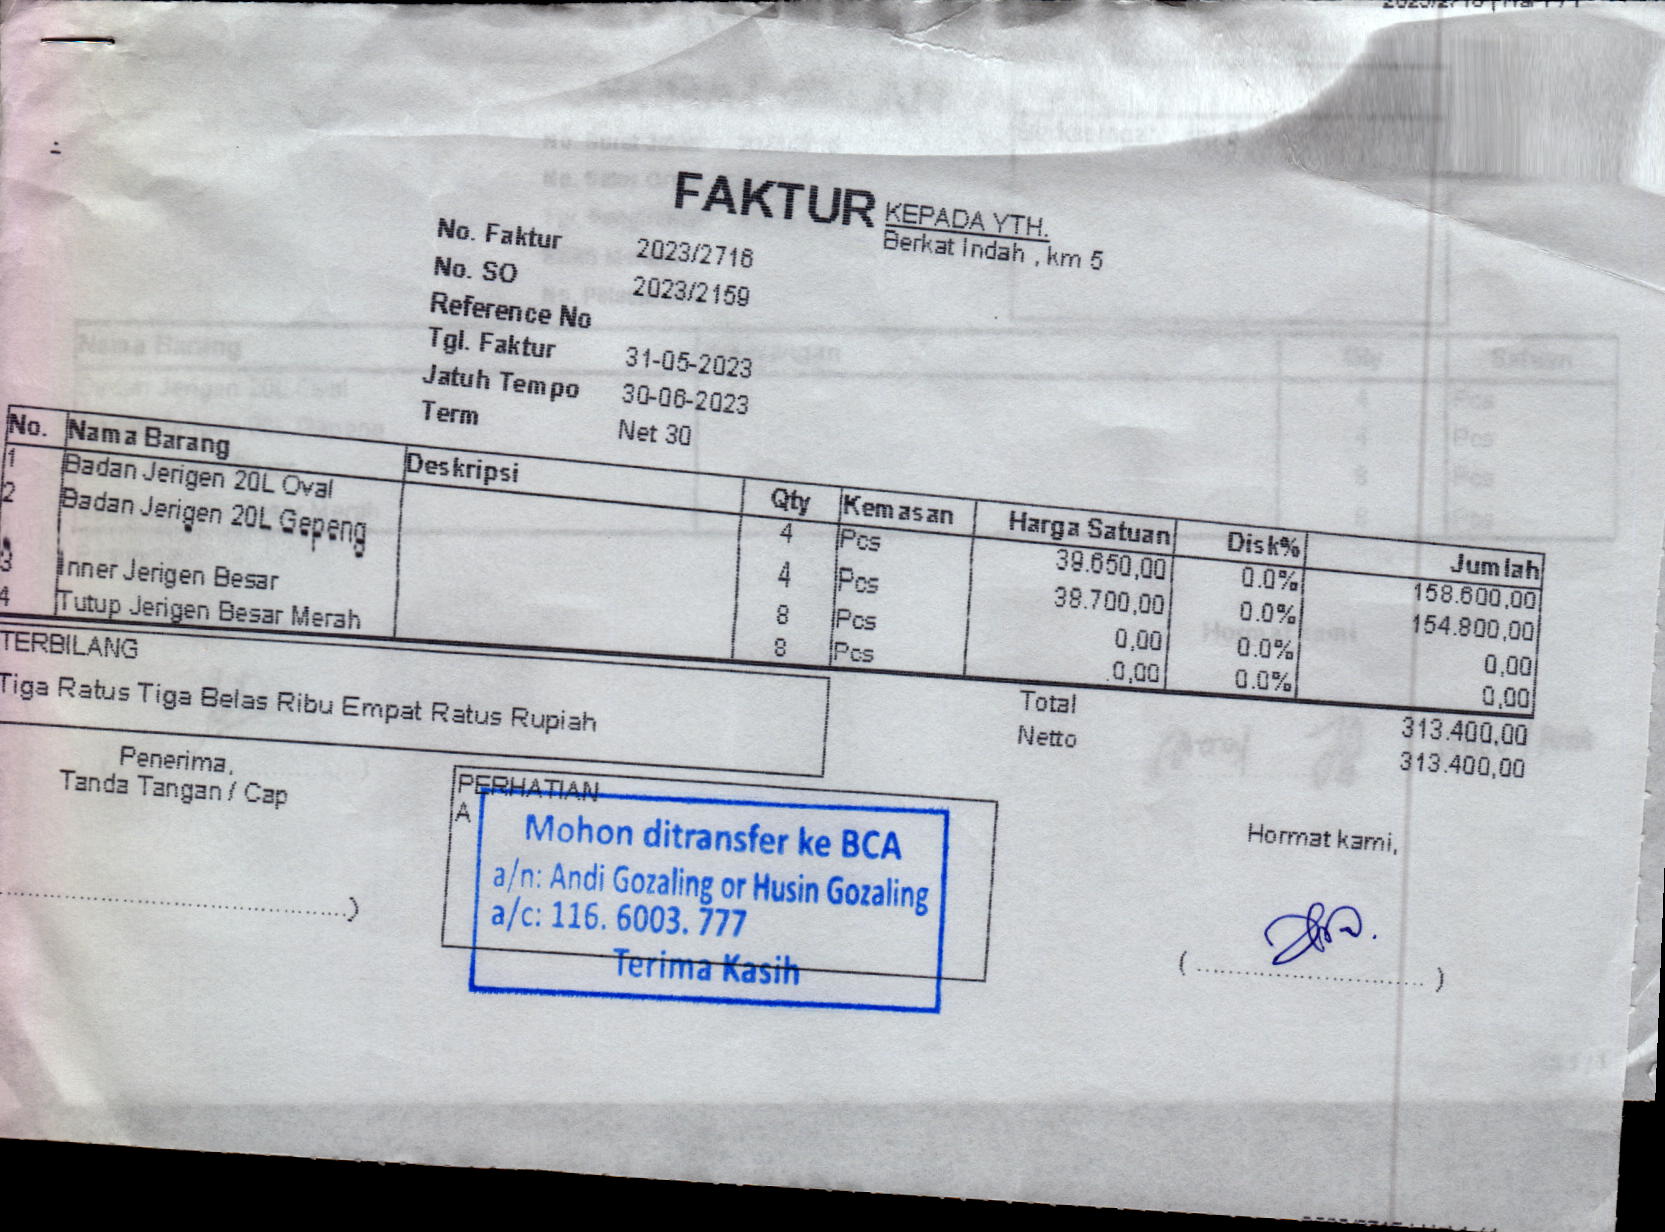 FAKTUR
KEPADA YTH.
Berkat Indah , km 5
No. Faktur 2023/2716
No. SO 2023/2159
Reference No
Tgl. Faktur 31-05-2023
Jatuh Tempo 30-06-2023
Term Net 30
No. Nama Barang Deskripsi Qty Kemasan Harga Satuan Disk% Jumlah
1 Badan Jerigen 20L Oval 4 Pcs 39.650,00 0.0% 158.600,00
2 Badan Jerigen 20L Gepeng 4 Pcs 38.700,00 0.0% 154.800,00
3 Inner Jerigen Besar 8 Pcs 0,00 0.0% 0,00
4 Tutup Jerigen Besar Merah 8 Pcs 0,00 0.0% 0,00
TERBILANG
Tiga Ratus Tiga Belas Ribu Empat Ratus Rupiah
Total 313.400,00
Netto 313.400,00
Penerima,
Tanda Tangan / Cap
PERHATIAN
A
Mohon ditransfer ke BCA
a/n: Andi Gozaling or Husin Gozaling
a/c: 116. 6003. 777
Terima Kasih
Hormat kami,